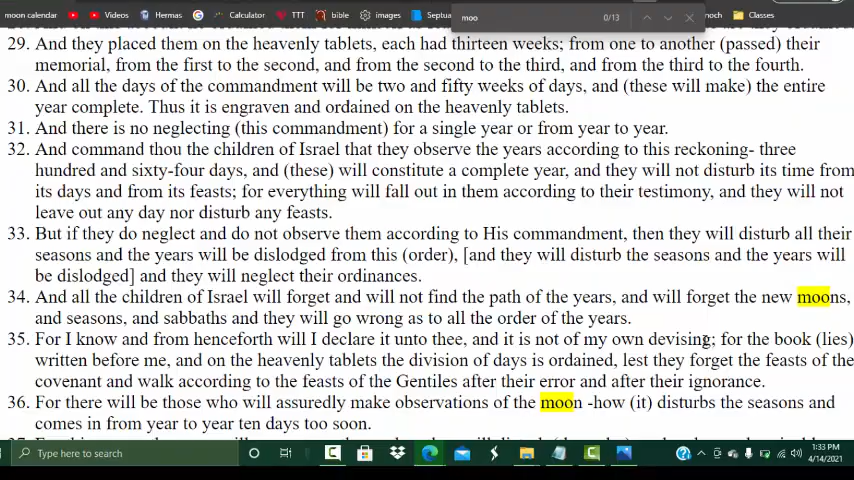 moon calendar
Videos
Hermas
Calculator
TTT
bible
images
Septua
moo
0/13
noch
Classes
29. And they placed them on the heavenly tablets, each had thirteen weeks; from one to another (passed) their
memorial, from the first to the second, and from the second to the third, and from the third to the fourth.
30. And all the days of the commandment will be two and fifty weeks of days, and (these will make) the entire
year complete. Thus it is engraven and ordained on the heavenly tablets.
31. And there is no neglecting (this commandment) for a single year or from year to year.
32. And command thou the children of Israel that they observe the years according to this reckoning- three
hundred and sixty-four days, and (these) will constitute a complete year, and they will not disturb its time from
its days and from its feasts; for everything will fall out in them according to their testimony, and they will not
leave out any day nor disturb any feasts.
33. But if they do neglect and do not observe them according to His commandment, then they will disturb all their
seasons and the years will be dislodged from this (order), [and they will disturb the seasons and the years will
be dislodged] and they will neglect their ordinances.
34. And all the children of Israel will forget and will not find the path of the years, and will forget the new moons,
and seasons, and sabbaths and they will go wrong as to all the order of the years.
35. For I know and from henceforth will I declare it unto thee, and it is not of my own devising; for the book (lies)
written before me, and on the heavenly tablets the division of days is ordained, lest they forget the feasts of the
covenant and walk according to the feasts of the Gentiles after their error and after their ignorance.
36. For there will be those who will assuredly make observations of the moon -how (it) disturbs the seasons and
comes in from year to year ten days too soon.
Type here to search
1:33 PM
4/14/2021